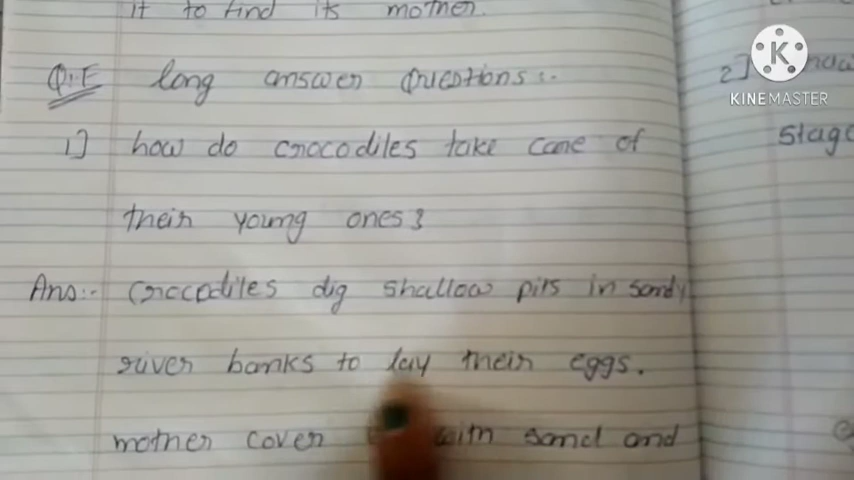 it to find its mother.
Q.E long answer Questions:-
1] how do crocodiles take care of
their young ones?
Ans:- Crocodiles dig shallow pits in sandy
river banks to lay their eggs.
mother cover with sand and
2]
stage
K
KINEMASTER